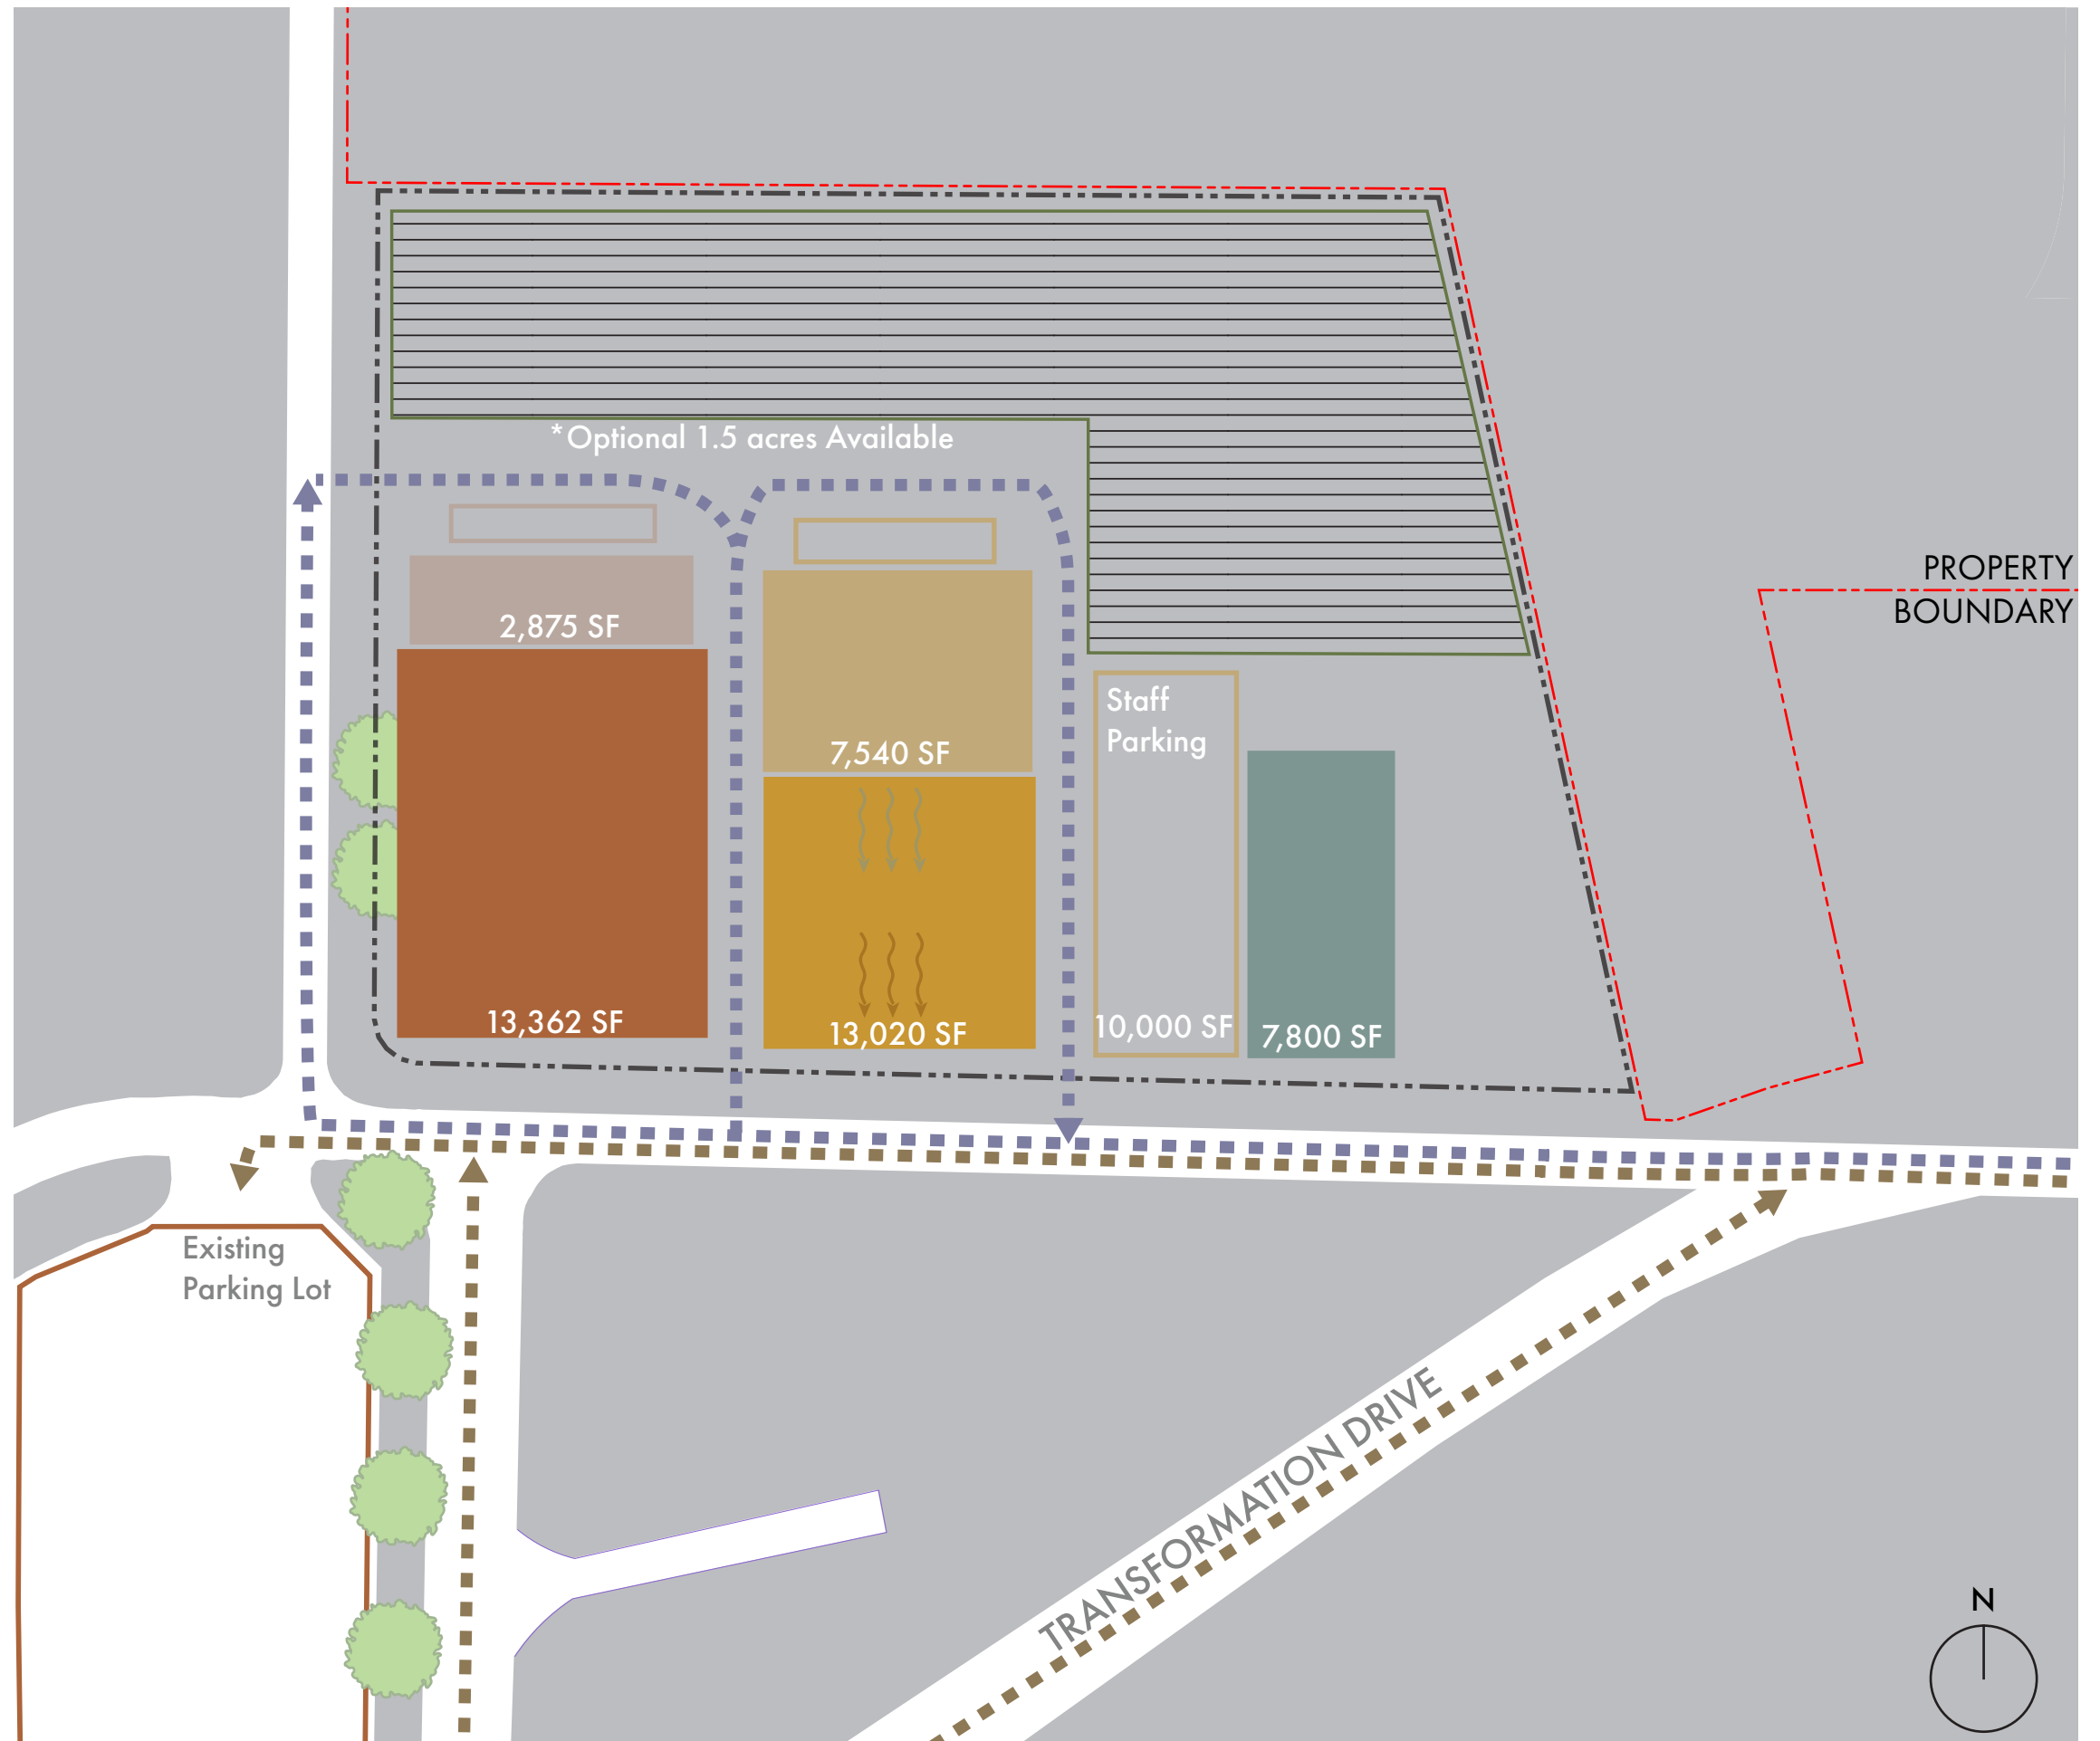 *Optional 1.5 acres Available
PROPERTY
BOUNDARY
2,875 SF
Staff
Parking
7,540 SF
13,362 SF
13,020 SF
10,000 SF
7,800 SF
Existing
Parking Lot
TRANSFORMATION DRIVE
N